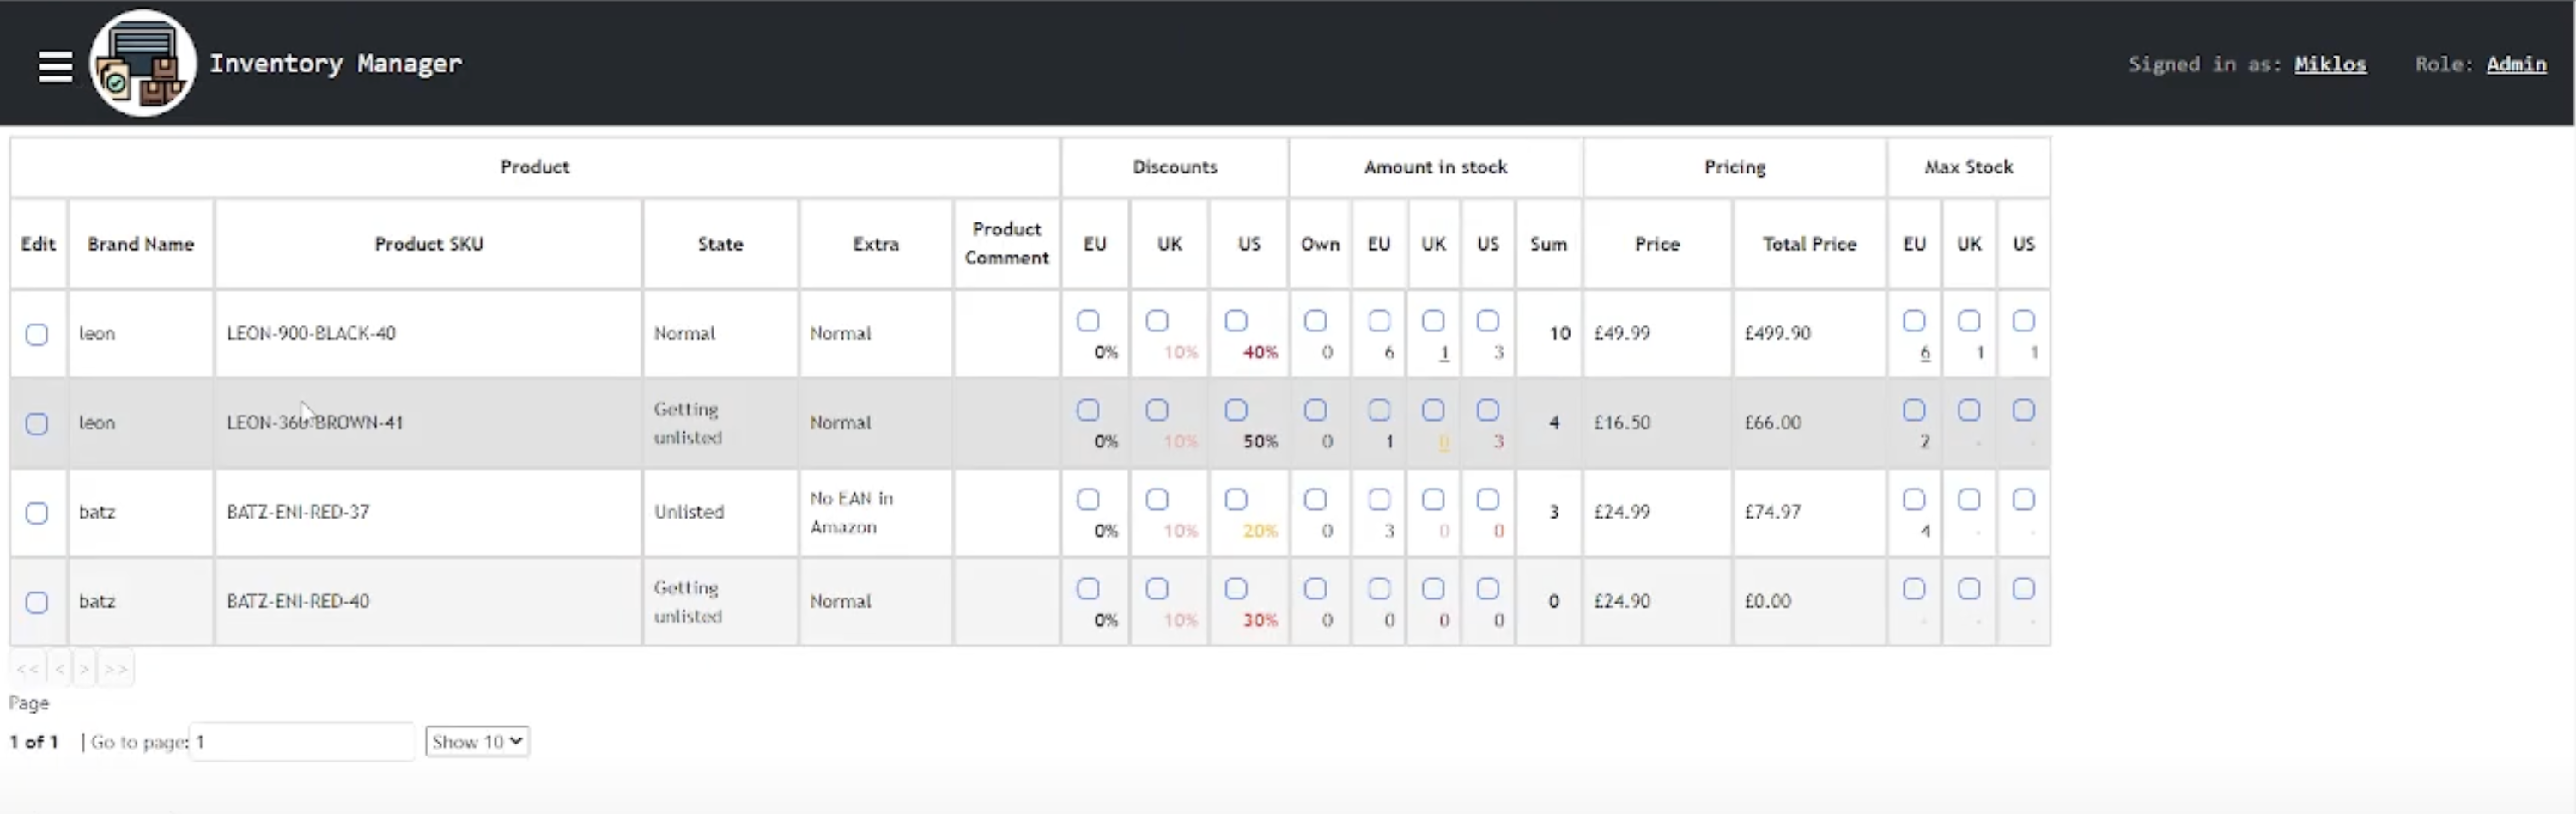 Inventory Manager
Signed in as: Miklos Role: Admin
Product Discounts Amount in stock Pricing Max Stock
Edit Brand Name Product SKU State Extra Product Comment EU UK US Own EU UK US Sum Price Total Price EU UK US
leon LEON-900-BLACK-40 Normal Normal 0% 10% 40% 0 6 1 3 10 £49.99 £499.90 6 1 1
leon LEON-360-BROWN-41 Getting unlisted Normal 0% 10% 50% 0 1 0 3 4 £16.50 £66.00 2 - -
batz BATZ-ENI-RED-37 Unlisted No EAN in Amazon 0% 10% 20% 0 3 0 0 3 £24.99 £74.97 4 - -
batz BATZ-ENI-RED-40 Getting unlisted Normal 0% 10% 30% 0 0 0 0 0 £24.90 £0.00 - - -
<< < > >>
Page
1 of 1 | Go to page: 1 Show 10